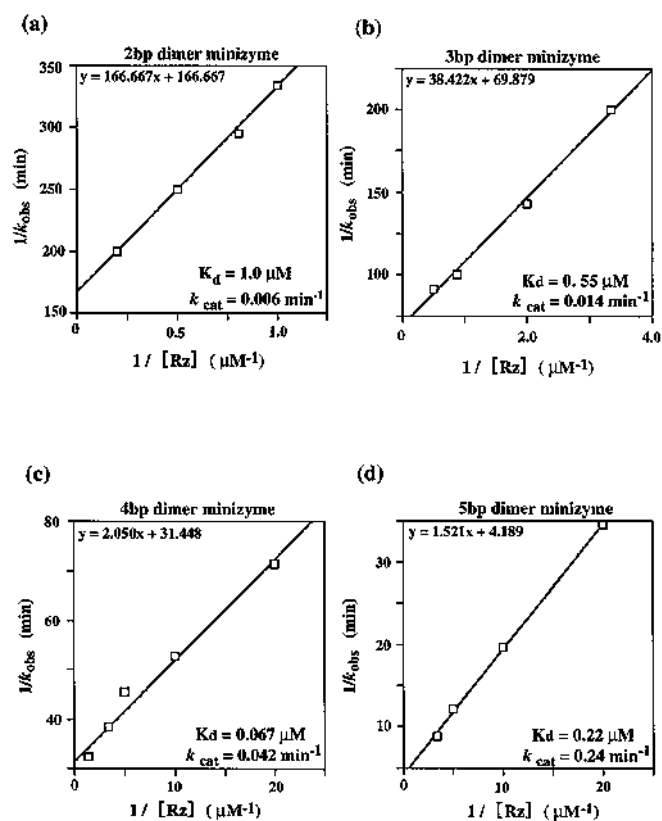 (a)
2bp dimer minizyme
y = 166.667x + 166.667
350
300
250
200
150
1/kobs (min)
Kd = 1.0 μM
k cat = 0.006 min-1
0
0.5
1.0
1 / [Rz] ( μM-1)
(b)
3bp dimer minizyme
y = 38.422x + 69.879
200
150
100
1/kobs (min)
Kd = 0. 55 μM
k cat = 0.014 min-1
0
2.0
4.0
1 / [Rz] ( μM-1)
(c)
4bp dimer minizyme
y = 2.050x + 31.448
80
60
40
1/kobs (min)
Kd = 0.067 μM
k cat = 0.042 min-1
0
10
20
1 / [Rz] ( μM-1)
(d)
5bp dimer minizyme
y = 1.521x + 4.189
30
20
10
1/kobs (min)
Kd = 0.22 μM
k cat = 0.24 min-1
0
10
20
1 / [Rz] ( μM-1)